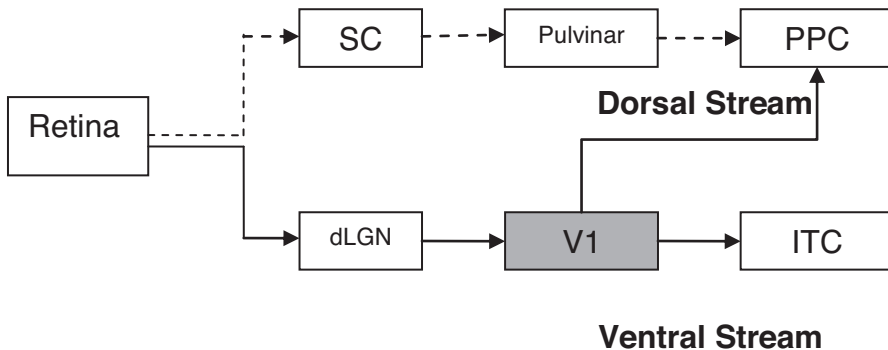 SC
Pulvinar
PPC
Dorsal Stream
Retina
dLGN
V1
ITC
Ventral Stream